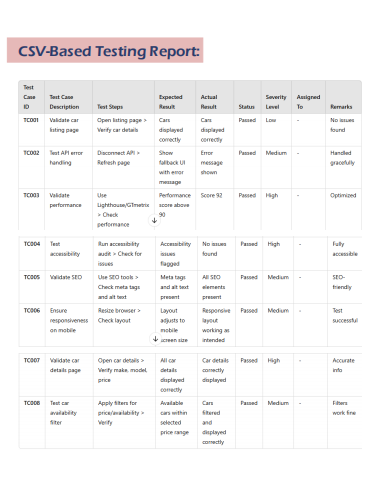 CSV-Based Testing Report:
Test
Case Test Case Expected Actual Severity Assigned
ID Description Test Steps Result Result Status Level To Remarks
TC001 Validate car Open listing page > Cars Cars Passed Low - No issues
listing page Verify car details displayed displayed found
correctly correctly
TC002 Test API error Disconnect API > Show Error Passed Medium - Handled
handling Refresh page fallback UI message gracefully
with error shown
message
TC003 Validate Use Performance Score 92 Passed High - Optimized
performance Lighthouse/GTmetrix score above
> Check 90
performance
TC004 Test Run accessibility Accessibility No issues Passed High - Fully
accessibility audit > Check for issues found accessible
issues flagged
TC005 Validate SEO Use SEO tools > Meta tags All SEO Passed Medium - SEO-
Check meta tags and alt text elements friendly
and alt text present present
TC006 Ensure Resize browser > Layout Responsive Passed Medium - Test
responsiveness Check layout adjusts to layout successful
on mobile mobile working as
screen size intended
TC007 Validate car Open car details > All car Car details Passed High - Accurate
details page Verify make, model, details displayed info
price displayed correctly
correctly
TC008 Test car Apply filters for Available Cars Passed Medium - Filters
availability price/availability > cars within filtered work fine
filter Verify selected and
price range displayed
correctly